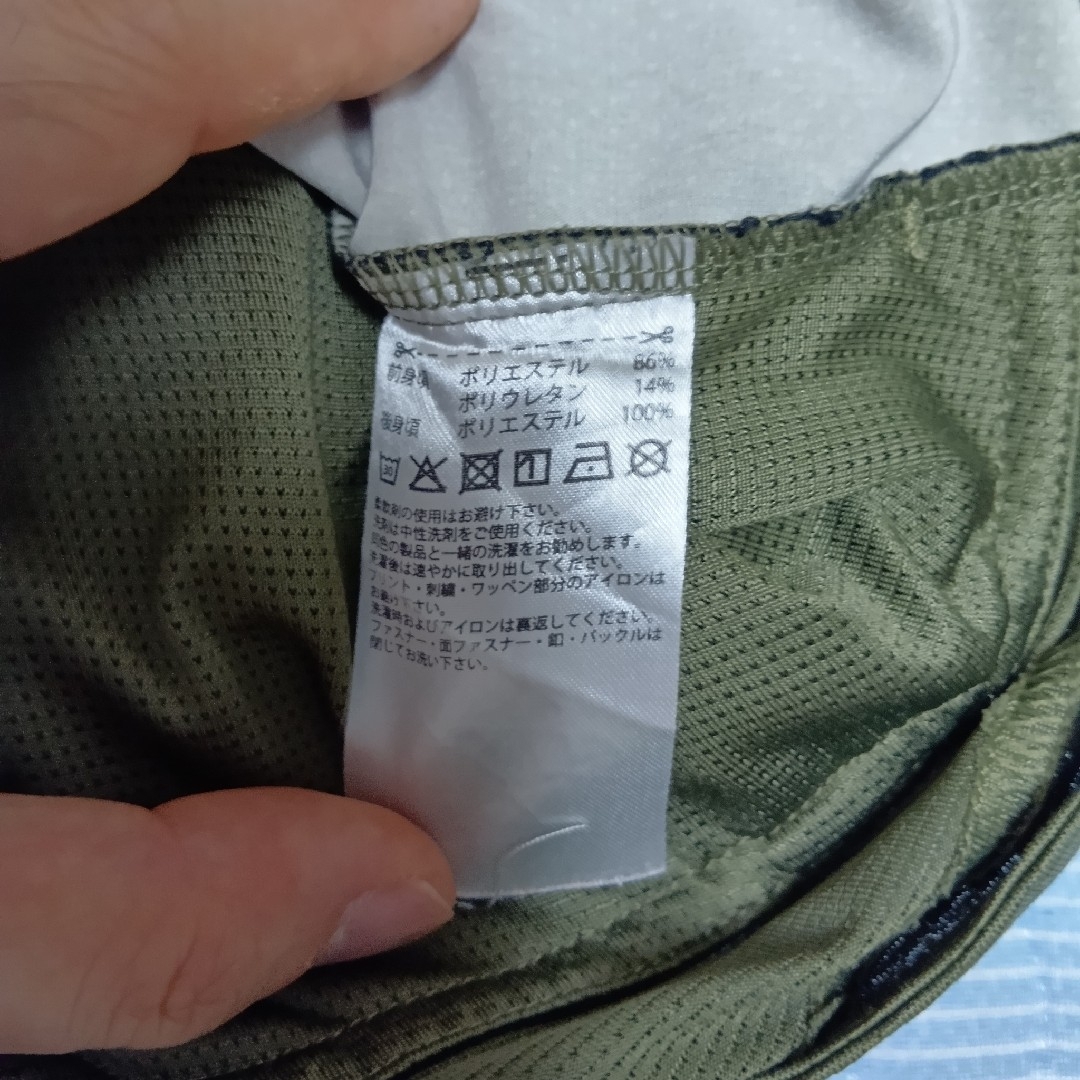 前身頃 ポリエステル 86%
ポリウレタン 14%
後身頃 ポリエステル 100%
30
柔軟剤の使用はお避け下さい。
洗剤は中性洗剤をご使用ください。
同色の製品と一緒の洗濯をお勧めします。
洗濯後は速やかに取り出してください。
プリント・刺繍・ワッペン部分のアイロンは
お避け下さい。
洗濯時およびアイロンは裏返してください。
ファスナー・面ファスナー・釦・バックルは
閉じてお洗い下さい。